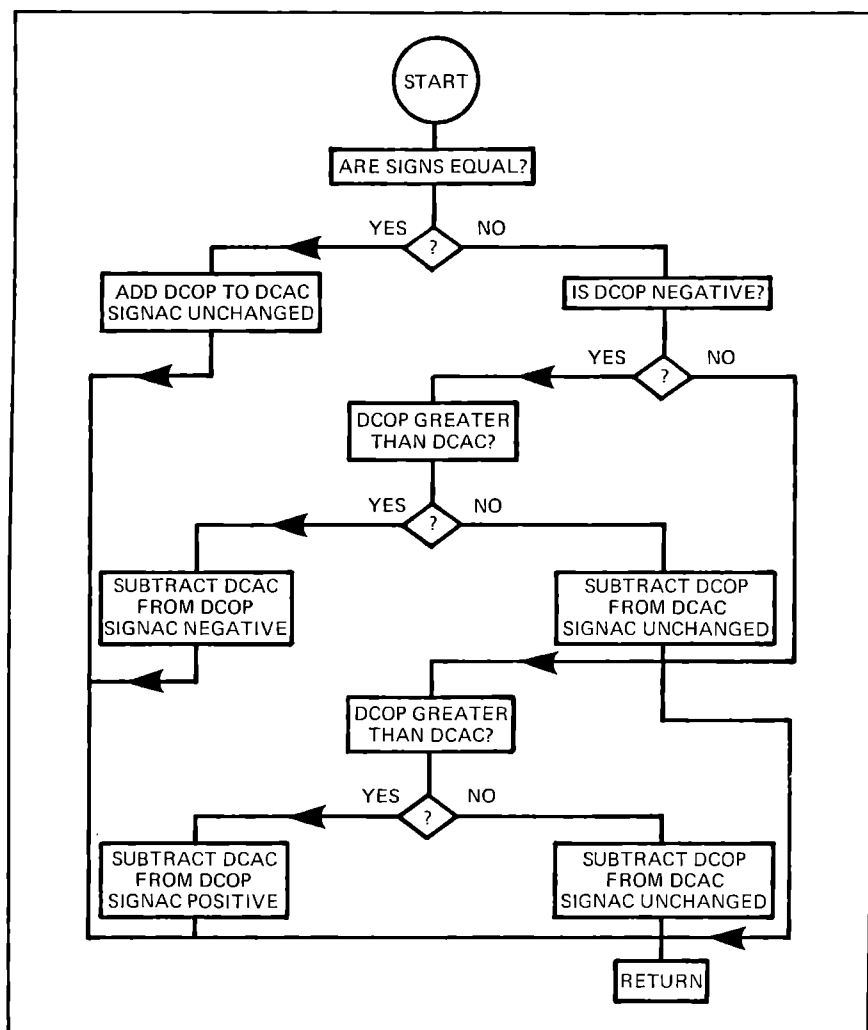 START
ARE SIGNS EQUAL?
YES
?
NO
ADD DCOP TO DCAC
SIGNAC UNCHANGED
IS DCOP NEGATIVE?
YES
?
NO
DCOP GREATER
THAN DCAC?
YES
?
NO
SUBTRACT DCAC
FROM DCOP
SIGNAC NEGATIVE
SUBTRACT DCOP
FROM DCAC
SIGNAC UNCHANGED
DCOP GREATER
THAN DCAC?
YES
?
NO
SUBTRACT DCAC
FROM DCOP
SIGNAC POSITIVE
SUBTRACT DCOP
FROM DCAC
SIGNAC UNCHANGED
RETURN